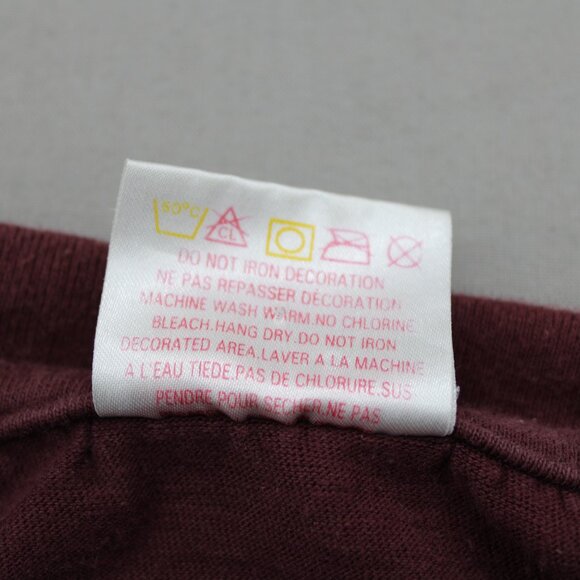 50°C CL
DO NOT IRON DECORATION
NE PAS REPASSER DÉCORATION
MACHINE WASH WARM.NO CHLORINE
BLEACH.HANG DRY.DO NOT IRON
DECORATED AREA.LAVER A LA MACHINE
A L'EAU TIEDE.PAS DE CHLORURE.SUS
PENDRE POUR SECHER.NE PAS